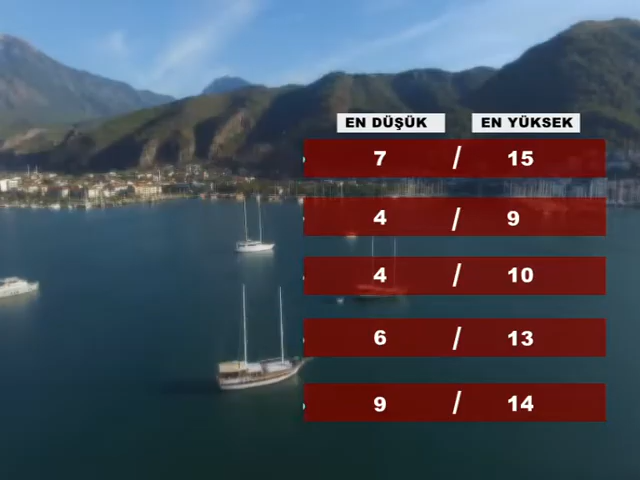 EN DÜŞÜK EN YÜKSEK
7 / 15
4 / 9
4 / 10
6 / 13
9 / 14